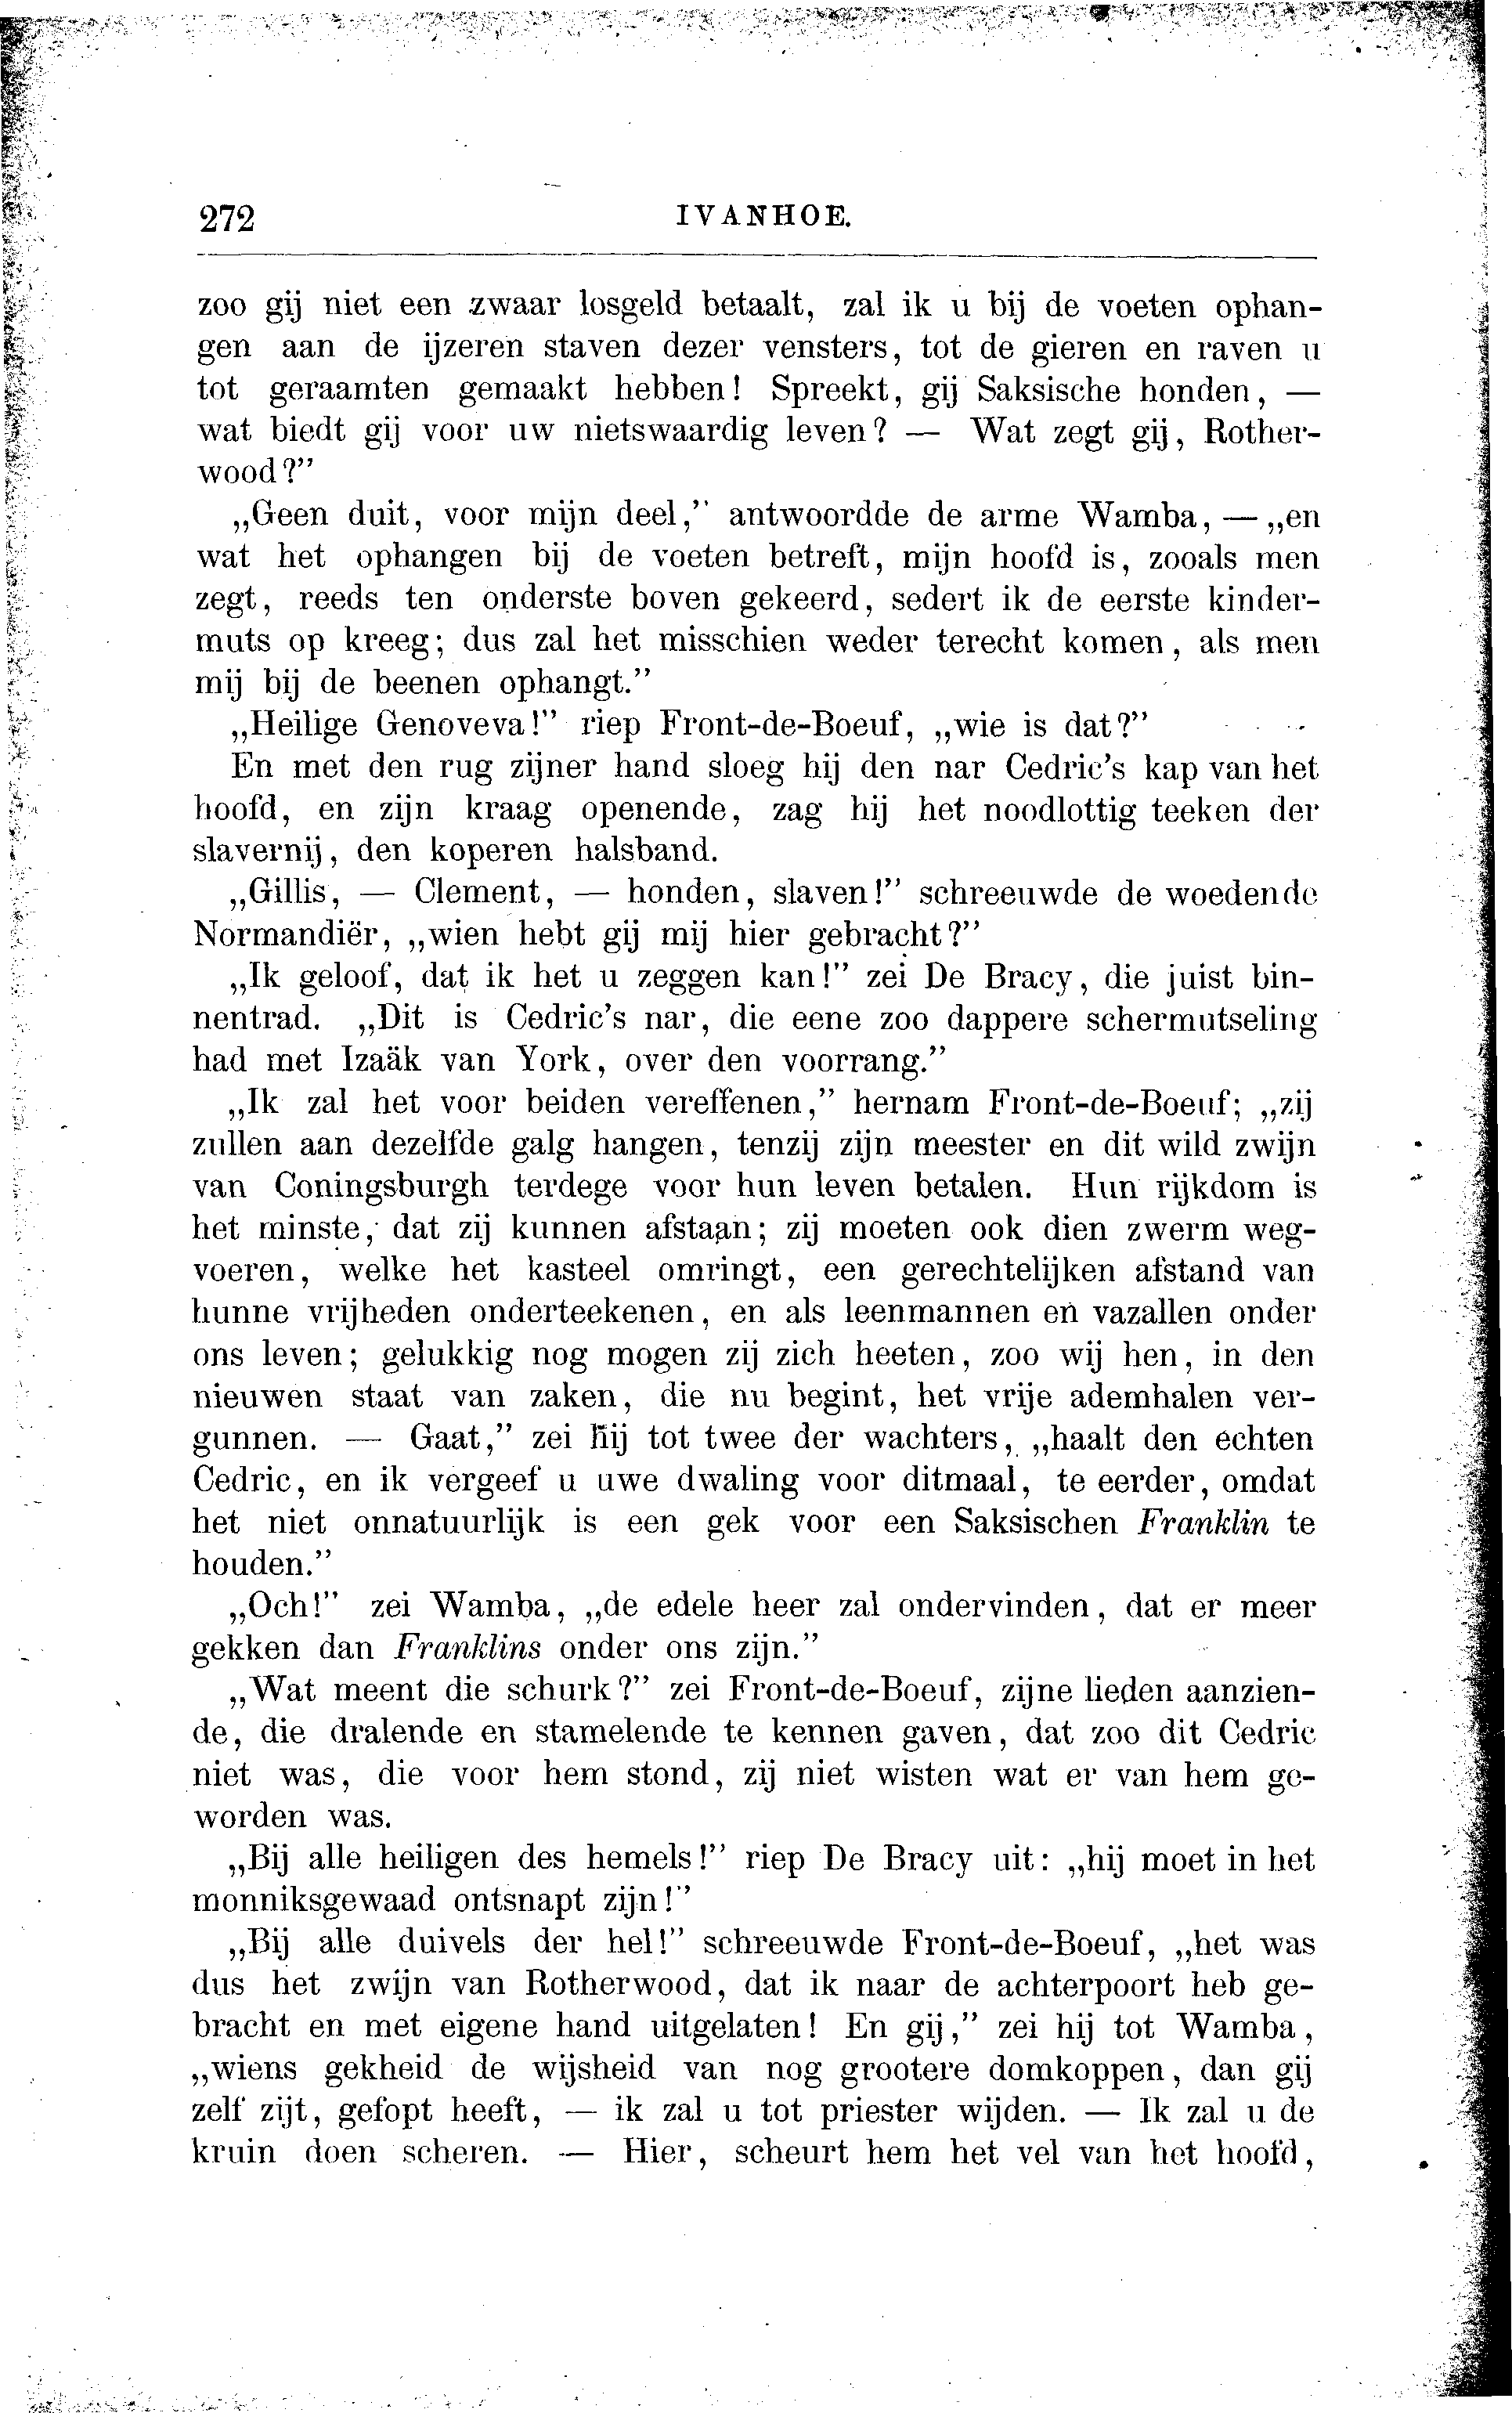 272 IVANHOE.
zoo gij niet een zwaar losgeld betaalt, zal ik u bij de voeten ophan-
gen aan de ijzeren staven dezer vensters, tot de gieren en raven u
tot geraamten gemaakt hebben! Spreekt, gij Saksische honden, —
wat biedt gij voor uw nietswaardig leven? — Wat zegt gij, Rother-
wood?”
„Geen duit, voor mijn deel,” antwoordde de arme Wamba, — „en
wat het ophangen bij de voeten betreft, mijn hoofd is, zooals men
zegt, reeds ten onderste boven gekeerd, sedert ik de eerste kinder-
muts op kreeg; dus zal het misschien weder terecht komen, als men
mij bij de beenen ophangt.”
„Heilige Genoveva!” riep Front-de-Boeuf, „wie is dat?”
En met den rug zijner hand sloeg hij den nar Cedric's kap van het
hoofd, en zijn kraag openende, zag hij het noodlottig teeken der
slavernij, den koperen halsband.
„Gillis, — Clement, — honden, slaven!” schreeuwde de woedende
Normandiër, „wien hebt gij mij hier gebracht?”
„Ik geloof, dat ik het u zeggen kan!” zei De Bracy, die juist bin-
nentrad. „Dit is Cedric's nar, die eene zoo dappere schermutseling
had met Izaäk van York, over den voorrang.”
„Ik zal het voor beiden vereffenen,” hernam Front-de-Boeuf; „zij
zullen aan dezelfde galg hangen, tenzij zijn meester en dit wild zwijn
van Coningsburgh terdege voor hun leven betalen. Hun rijkdom is
het minste, dat zij kunnen afstaan; zij moeten ook dien zwerm weg-
voeren, welke het kasteel omringt, een gerechtelijken afstand van
hunne vrijheden onderteekenen, en als leenmannen en vazallen onder
ons leven; gelukkig nog mogen zij zich heeten, zoo wij hen, in den
nieuwen staat van zaken, die nu begint, het vrije ademhalen ver-
gunnen. — Gaat,” zei hij tot twee der wachters, „haalt den echten
Cedric, en ik vergeef u uwe dwaling voor ditmaal, te eerder, omdat
het niet onnatuurlijk is een gek voor een Saksischen Franklin te
houden.”
„Och!” zei Wamba, „de edele heer zal ondervinden, dat er meer
gekken dan Franklins onder ons zijn.”
„Wat meent die schurk?” zei Front-de-Boeuf, zijne lieden aanzien-
de, die dralende en stamelende te kennen gaven, dat zoo dit Cedric
niet was, die voor hem stond, zij niet wisten wat er van hem ge-
worden was.
„Bij alle heiligen des hemels!” riep De Bracy uit: „hij moet in het
monniksgewaad ontsnapt zijn!”
„Bij alle duivels der hel!” schreeuwde Front-de-Boeuf, „het was
dus het zwijn van Rotherwood, dat ik naar de achterpoort heb ge-
bracht en met eigene hand uitgelaten! En gij,” zei hij tot Wamba,
„wiens gekheid de wijsheid van nog grootere domkoppen, dan gij
zelf zijt, gefopt heeft, — ik zal u tot priester wijden. — Ik zal u de
kruin doen scheren. — Hier, scheurt hem het vel van het hoofd,